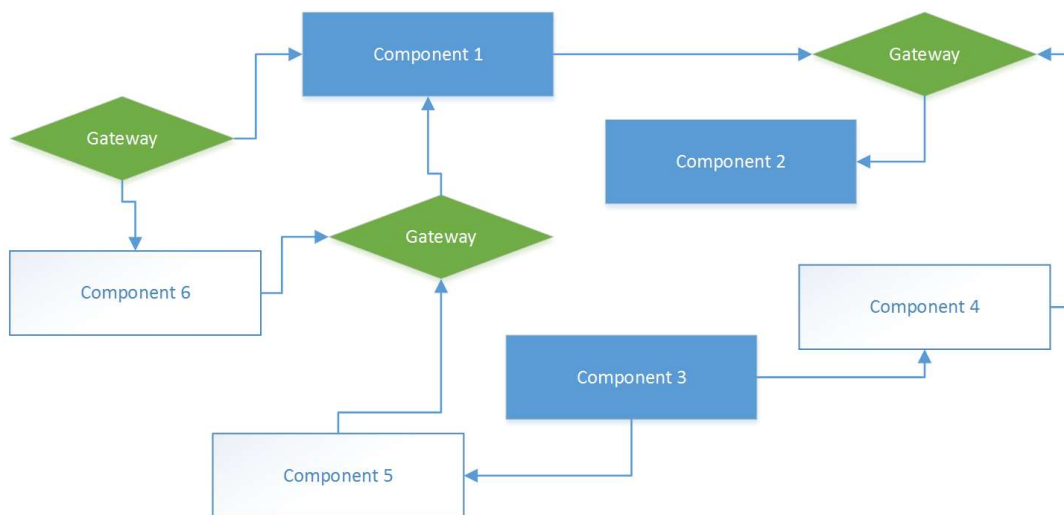 Component 1
Gateway
Gateway
Component 2
Gateway
Component 6
Component 4
Component 3
Component 5